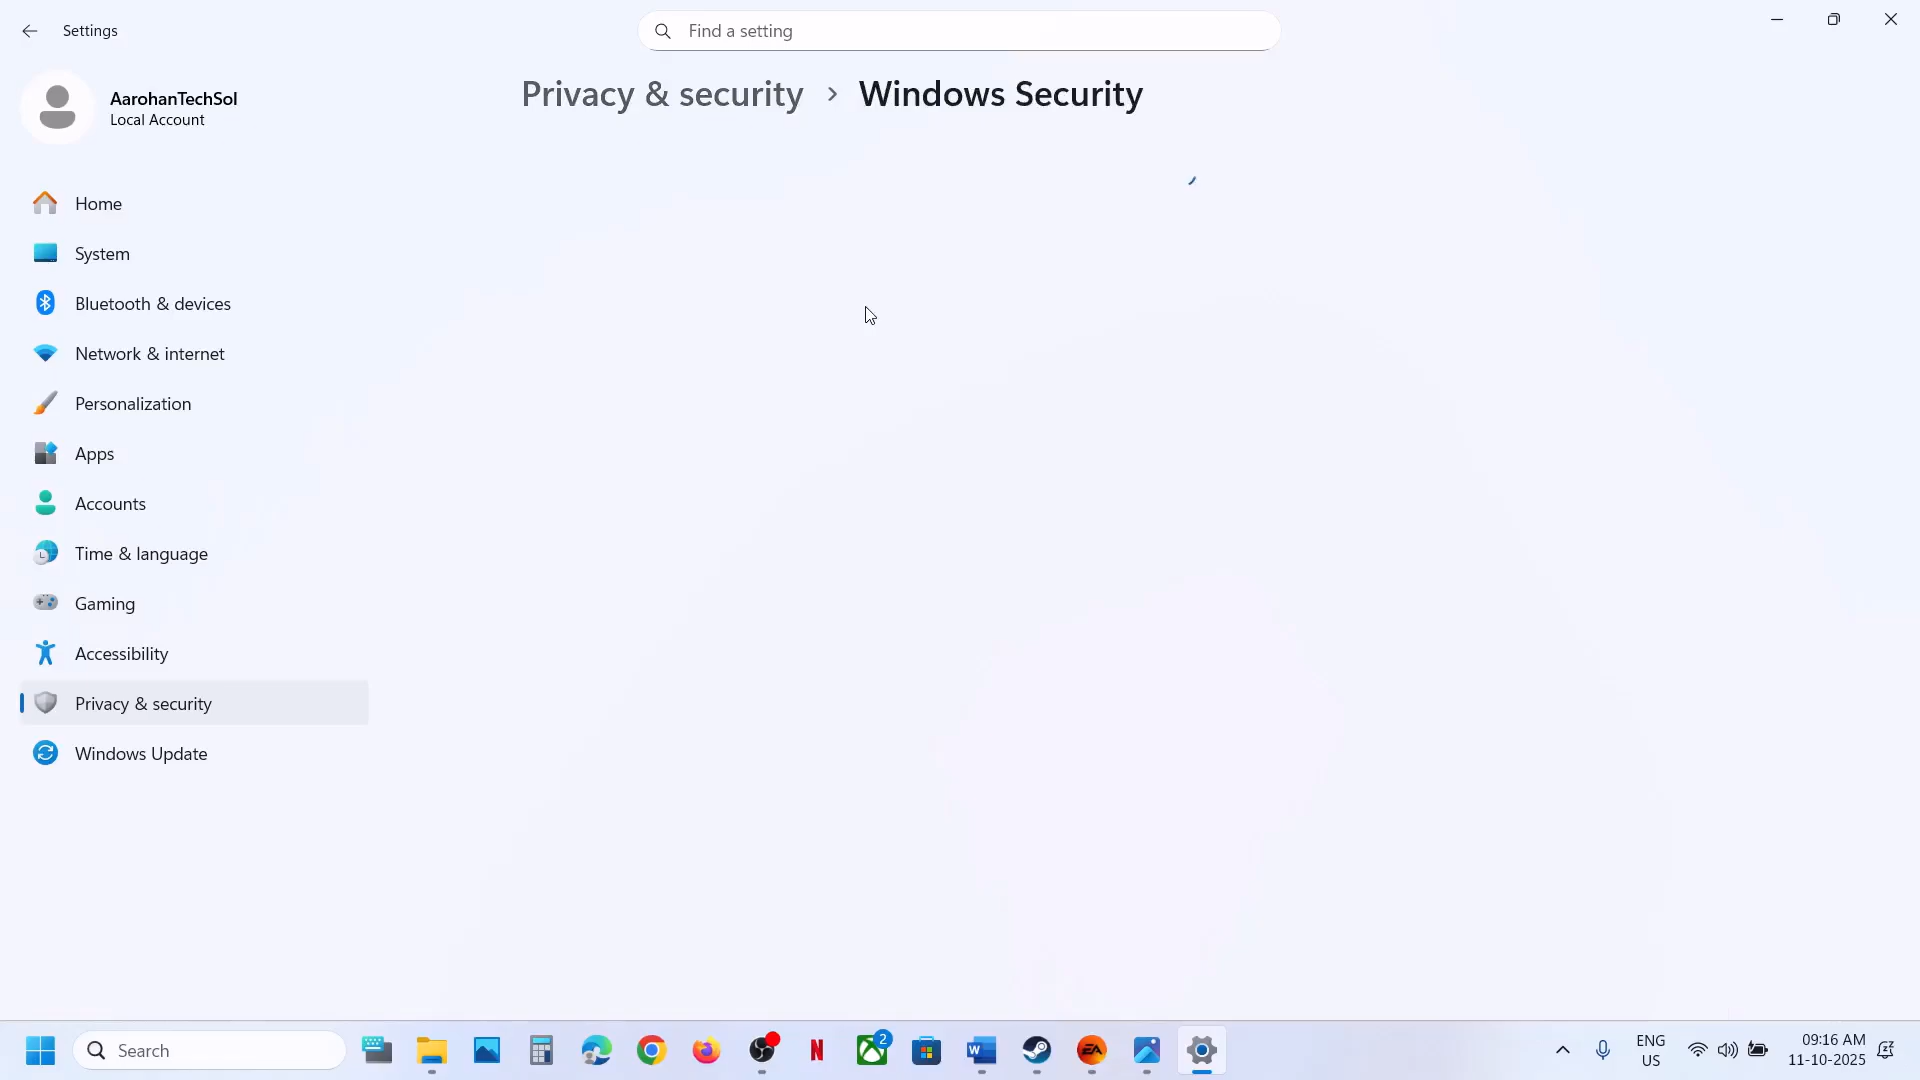 Settings
Find a setting
AarohanTechSol
Local Account
Privacy & security > Windows Security
Home
System
Bluetooth & devices
Network & internet
Personalization
Apps
Accounts
Time & language
Gaming
Accessibility
Privacy & security
Windows Update
Search
2
ENG
US
09:16 AM
11-10-2025